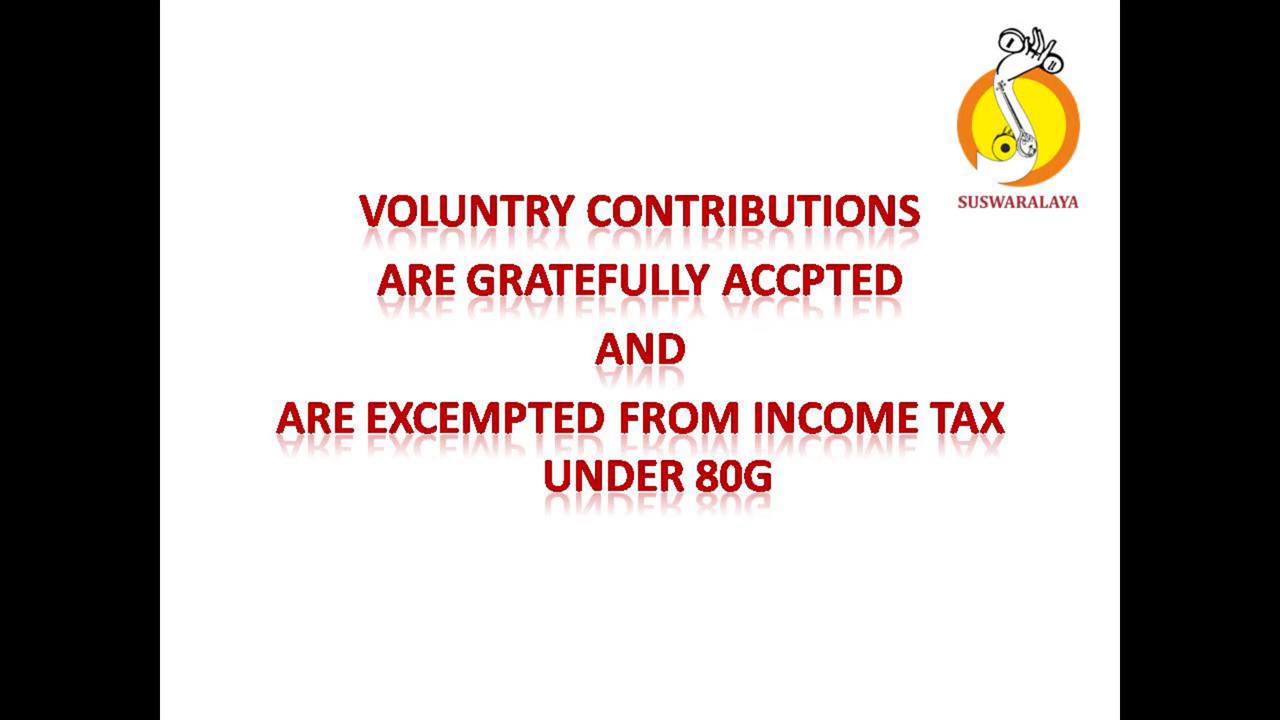 SUSWARALAYA
VOLUNTRY CONTRIBUTIONS
ARE GRATEFULLY ACCPTED
AND
ARE EXCEMPTED FROM INCOME TAX
UNDER 80G